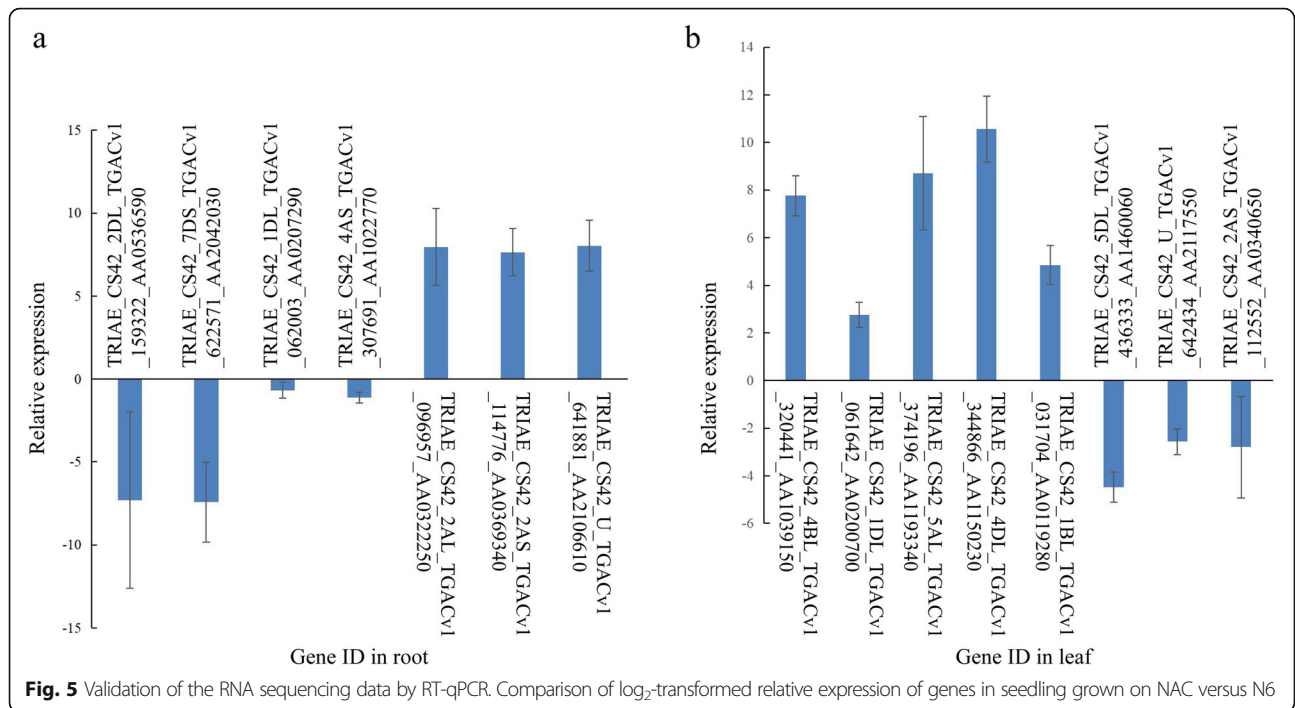 a
15
10
5
0
-5
-10
-15
Relative expression
TRIAE_CS42_2DL_TGACv1
_159322_AA0536590
TRIAE_CS42_7DS_TGACv1
_622571_AA2042030
TRIAE_CS42_1DL_TGACv1
_062003_AA0207290
TRIAE_CS42_4AS_TGACv1
_307691_AA1022770
TRIAE_CS42_2AL_TGACv1
_096957_AA0322250
TRIAE_CS42_2AS_TGACv1
_114776_AA0369340
TRIAE_CS42_U_TGACv1
_641881_AA2106610
Gene ID in root
b
14
12
10
8
6
4
2
0
-2
-4
-6
Relative expression
TRIAE_CS42_4BL_TGACv1
_320441_AA1039150
TRIAE_CS42_1DL_TGACv1
_061642_AA0200700
TRIAE_CS42_5AL_TGACv1
_374196_AA1193340
TRIAE_CS42_4DL_TGACv1
_344866_AA1150230
TRIAE_CS42_1BL_TGACv1
_031704_AA0119280
TRIAE_CS42_5DL_TGACv1
_436333_AA1460060
TRIAE_CS42_U_TGACv1
_642434_AA2117550
TRIAE_CS42_2AS_TGACv1
_112552_AA0340650
Gene ID in leaf
Fig. 5 Validation of the RNA sequencing data by RT-qPCR. Comparison of log₂-transformed relative expression of genes in seedling grown on NAC versus N6